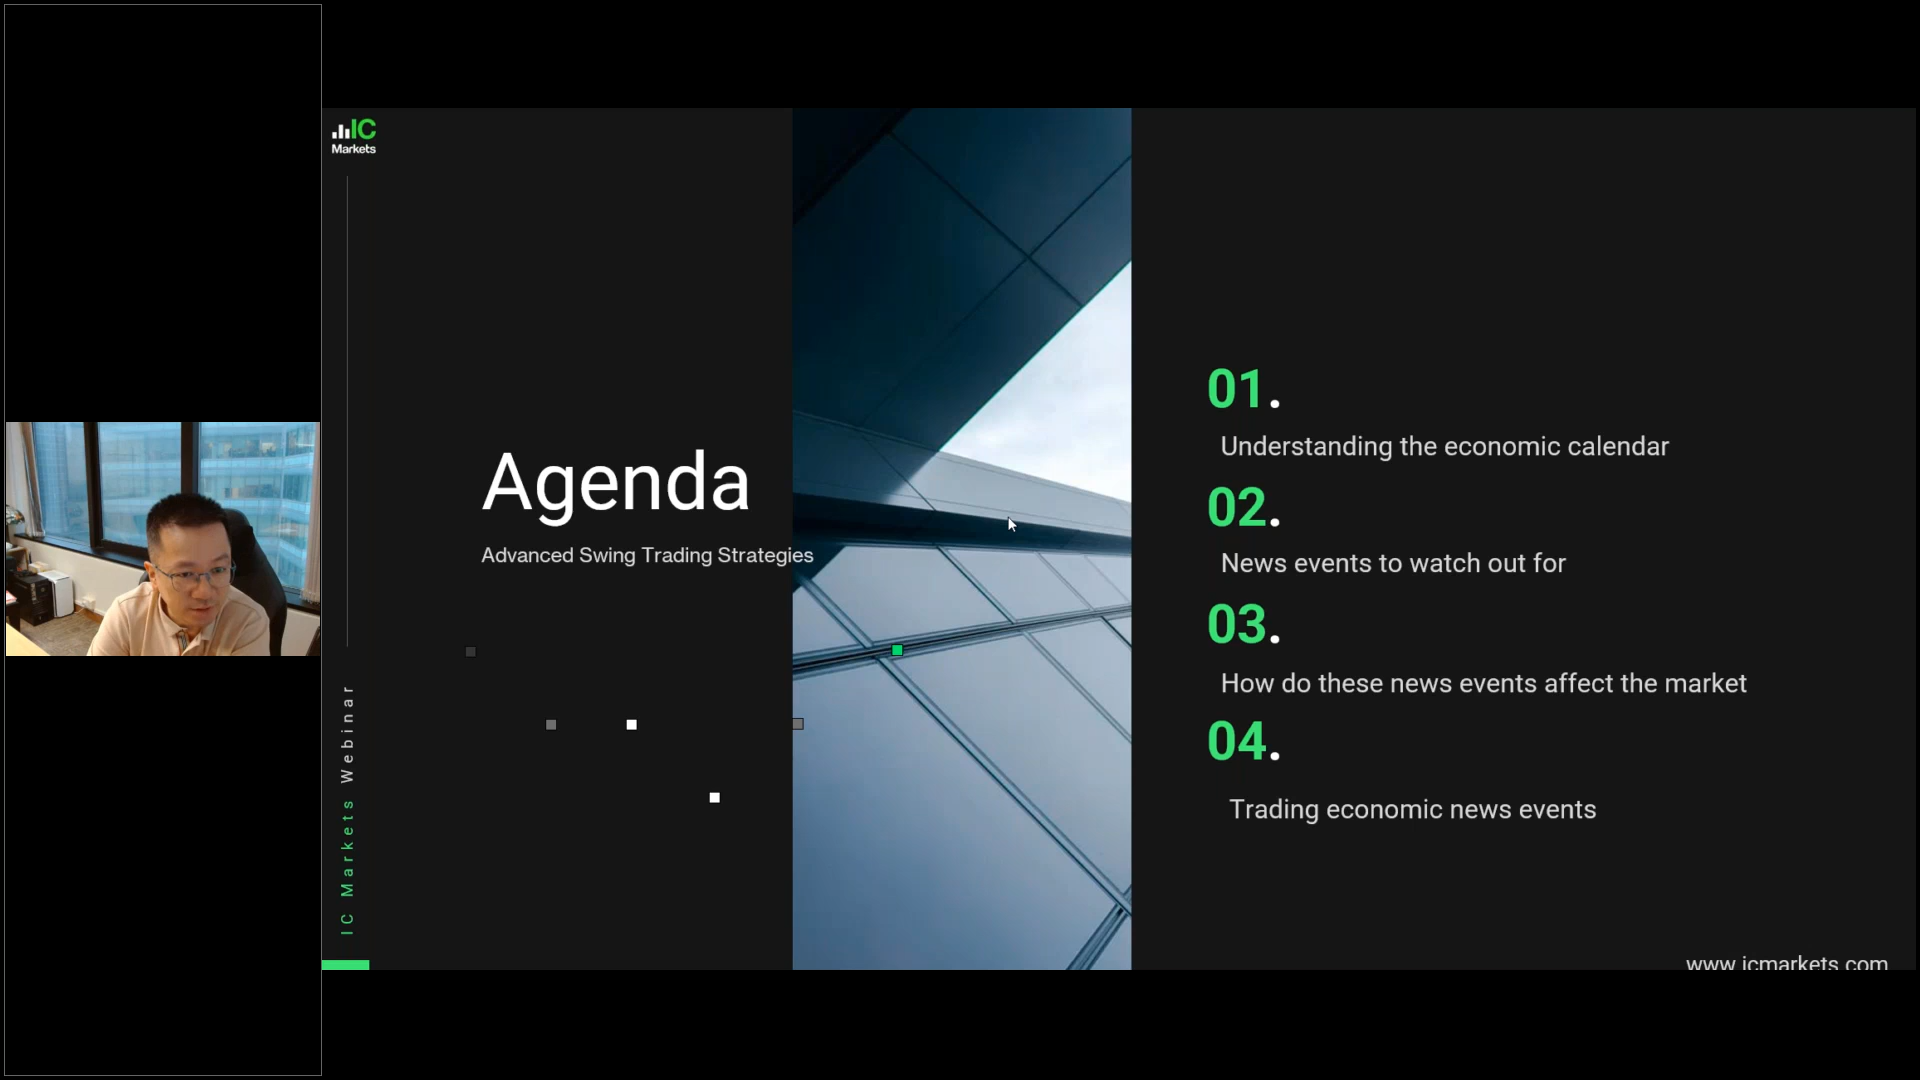 IC
Markets
Agenda
Advanced Swing Trading Strategies
IC Markets Webinar
01.
Understanding the economic calendar
02.
News events to watch out for
03.
How do these news events affect the market
04.
Trading economic news events
www.icmarkets.com